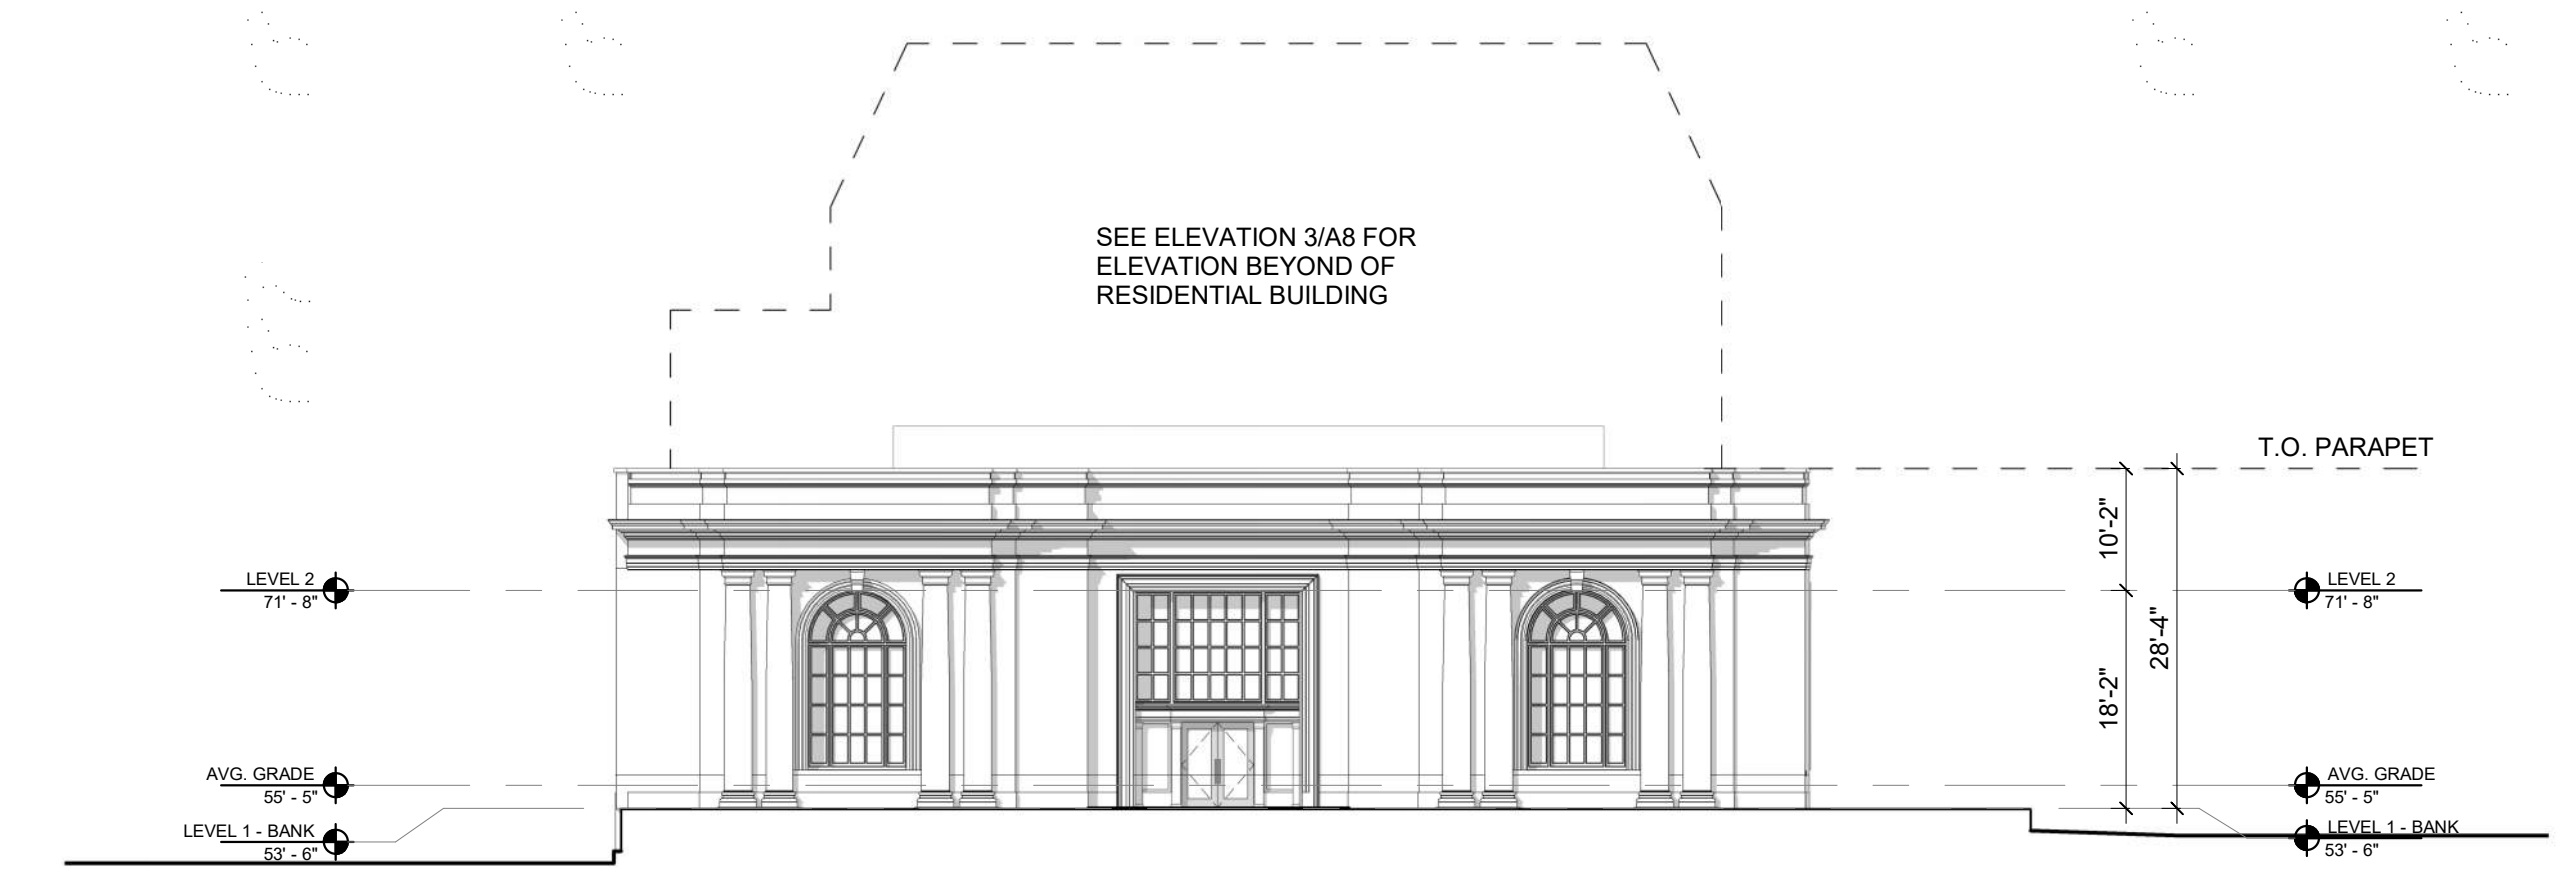 SEE ELEVATION 3/A8 FOR
ELEVATION BEYOND OF
RESIDENTIAL BUILDING
T.O. PARAPET
10'-2"
LEVEL 2
71' - 8"
LEVEL 2
71' - 8"
28'-4"
18'-2"
AVG. GRADE
55' - 5"
AVG. GRADE
55' - 5"
LEVEL 1 - BANK
53' - 6"
LEVEL 1 - BANK
53' - 6"